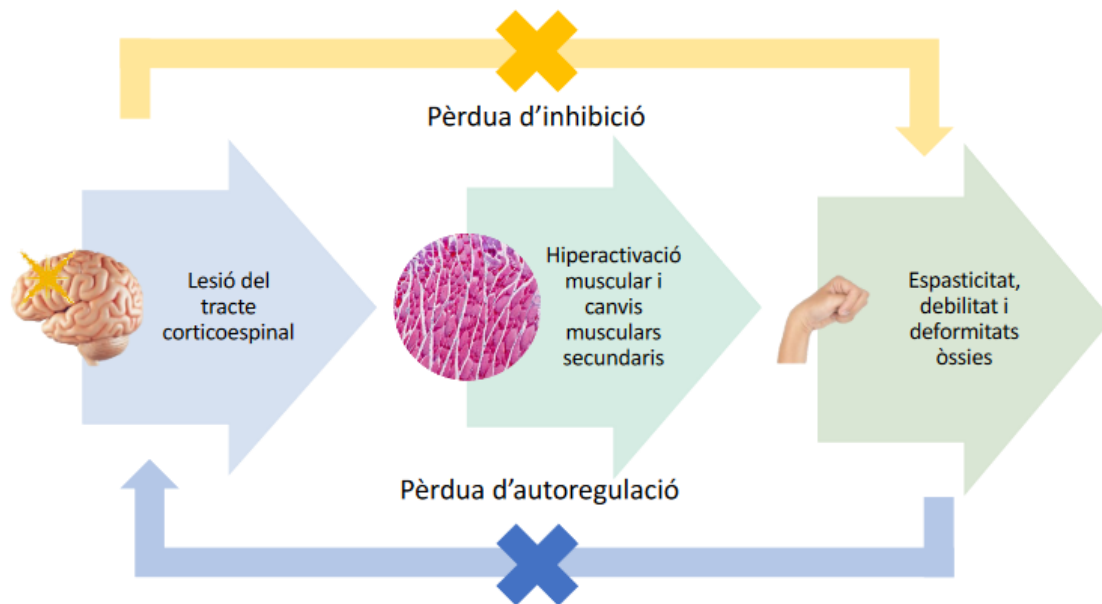 Pèrdua d'inhibició
Lesió del
tracte
corticoespinal
Hiperactivació
muscular i
canvis
musculars
secundaris
Espasticitat,
debilitat i
deformitats
òssies
Pèrdua d'autoregulació